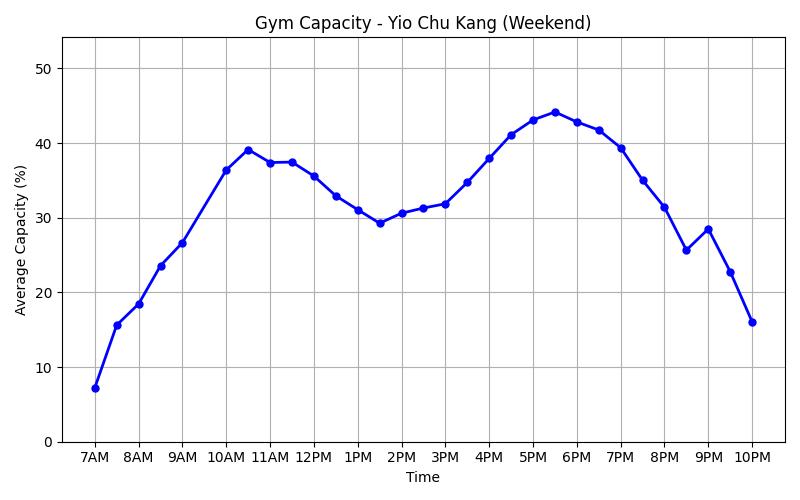 Gym Capacity - Yio Chu Kang (Weekend)
Average Capacity (%)
50
40
30
20
10
0
7AM 8AM 9AM 10AM 11AM 12PM 1PM 2PM 3PM 4PM 5PM 6PM 7PM 8PM 9PM 10PM
Time